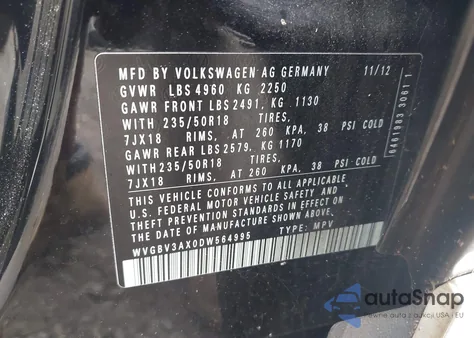 MFD BY VOLKSWAGEN AG GERMANY 11/12
GVWR LBS 4960 KG 2250
GAWR FRONT LBS 2491, KG 1130
WITH 235/50R18 TIRES,
7JX18 RIMS, AT 260 KPA, 38 PSI COLD
GAWR REAR LBS 2579, KG 1170
WITH 235/50R18 TIRES,
7JX18 RIMS, AT 260 KPA, 38 PSI COLD
THIS VEHICLE CONFORMS TO ALL APPLICABLE
U.S. FEDERAL MOTOR VEHICLE SAFETY AND
THEFT PREVENTION STANDARDS IN EFFECT ON
THE DATE OF MANUFACTURE SHOWN ABOVE.
WVGBV3AX0DW564995 TYPE: MPV
autoSnap